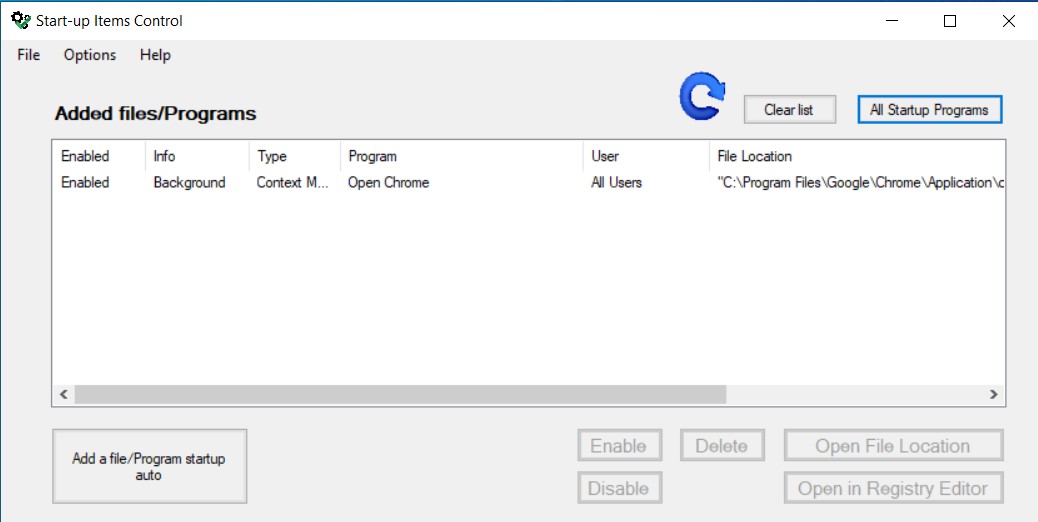 Start-up Items Control
File Options Help
Added files/Programs
Clear list
All Startup Programs
Enabled Info Type Program User File Location
Enabled Background Context M... Open Chrome All Users "C:\Program Files\Google\Chrome\Application\c
Add a file/Program startup
auto
Enable Delete Open File Location
Disable Open in Registry Editor